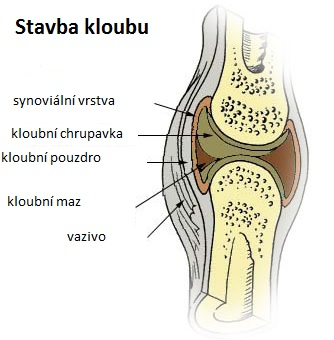 Stavba kloubu
synoviální vrstva
kloubní chrupavka
kloubní pouzdro
kloubní maz
vazivo